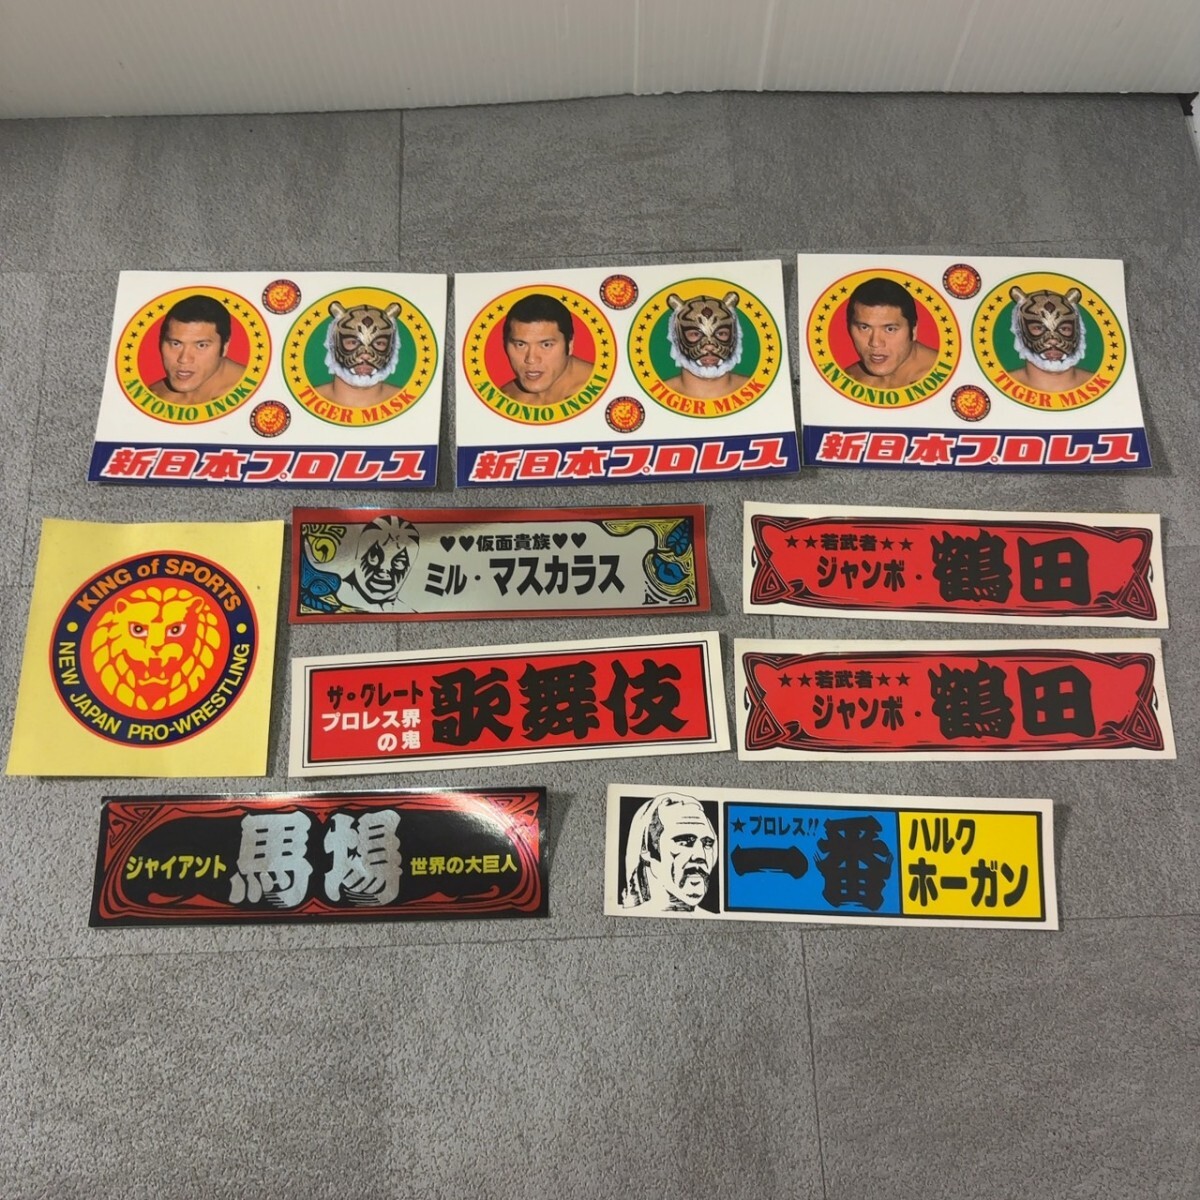 ANTONIO INOKI
TIGER MASK
新日本プロレス
ANTONIO INOKI
TIGER MASK
新日本プロレス
ANTONIO INOKI
TIGER MASK
新日本プロレス
KING of SPORTS
NEW JAPAN PRO-WRESTLING
♥♥仮面貴族♥♥
ミル・マスカラス
★★若武者★★
ジャンボ・鶴田
ザ・グレート
プロレス界の鬼
歌舞伎
★★若武者★★
ジャンボ・鶴田
ジャイアント 馬場 世界の大巨人
★プロレス!!
一番
ハルク
ホーガン